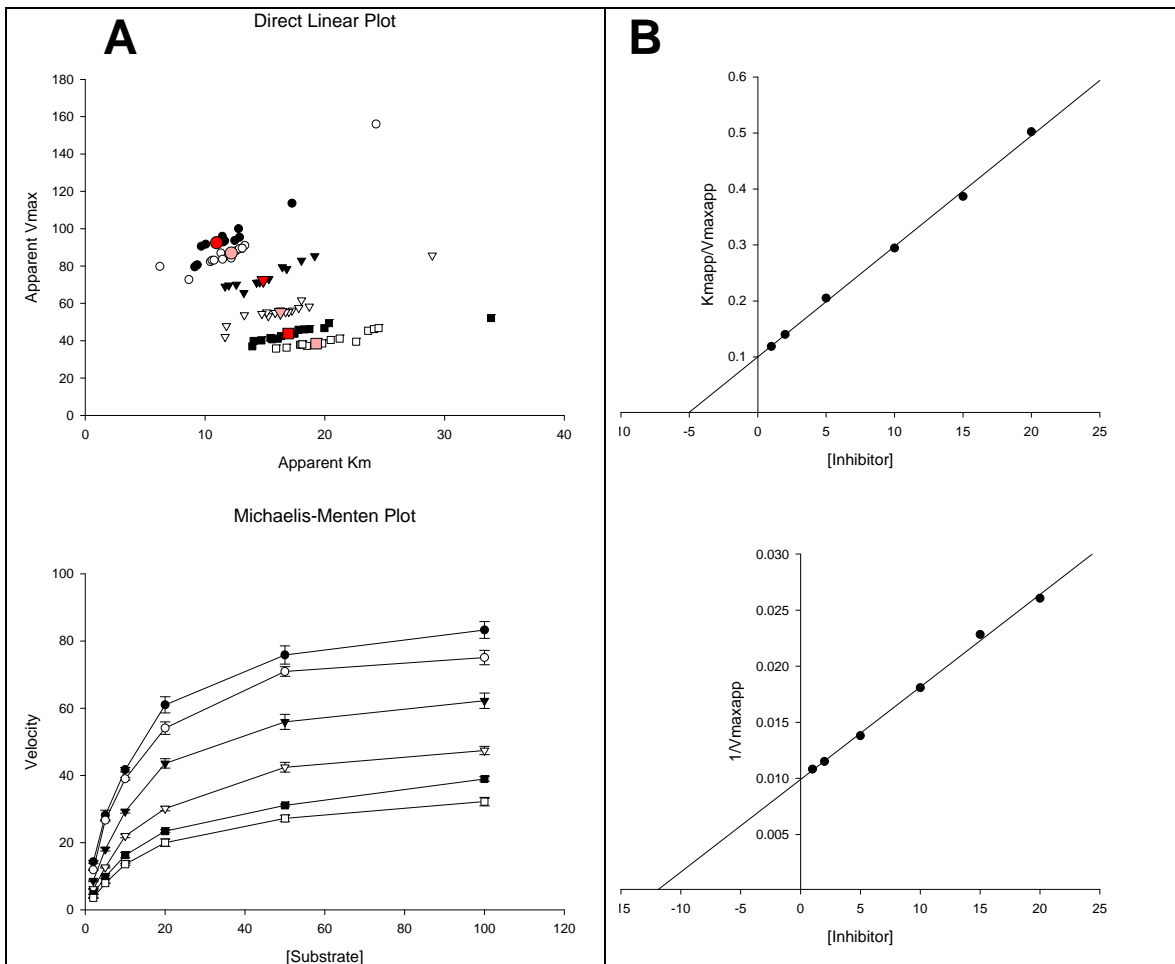 A
Direct Linear Plot
180
160
140
120
100
80
60
40
20
0
Apparent Vmax
0 10 20 30 40
Apparent Km
Michaelis-Menten Plot
100
80
60
40
20
0
Velocity
0 20 40 60 80 100 120
[Substrate]
B
0.6
0.5
0.4
0.3
0.2
0.1
Kmapp/Vmaxapp
10 -5 0 5 10 15 20 25
[Inhibitor]
0.030
0.025
0.020
0.015
0.010
0.005
1/Vmaxapp
15 -10 -5 0 5 10 15 20 25
[Inhibitor]